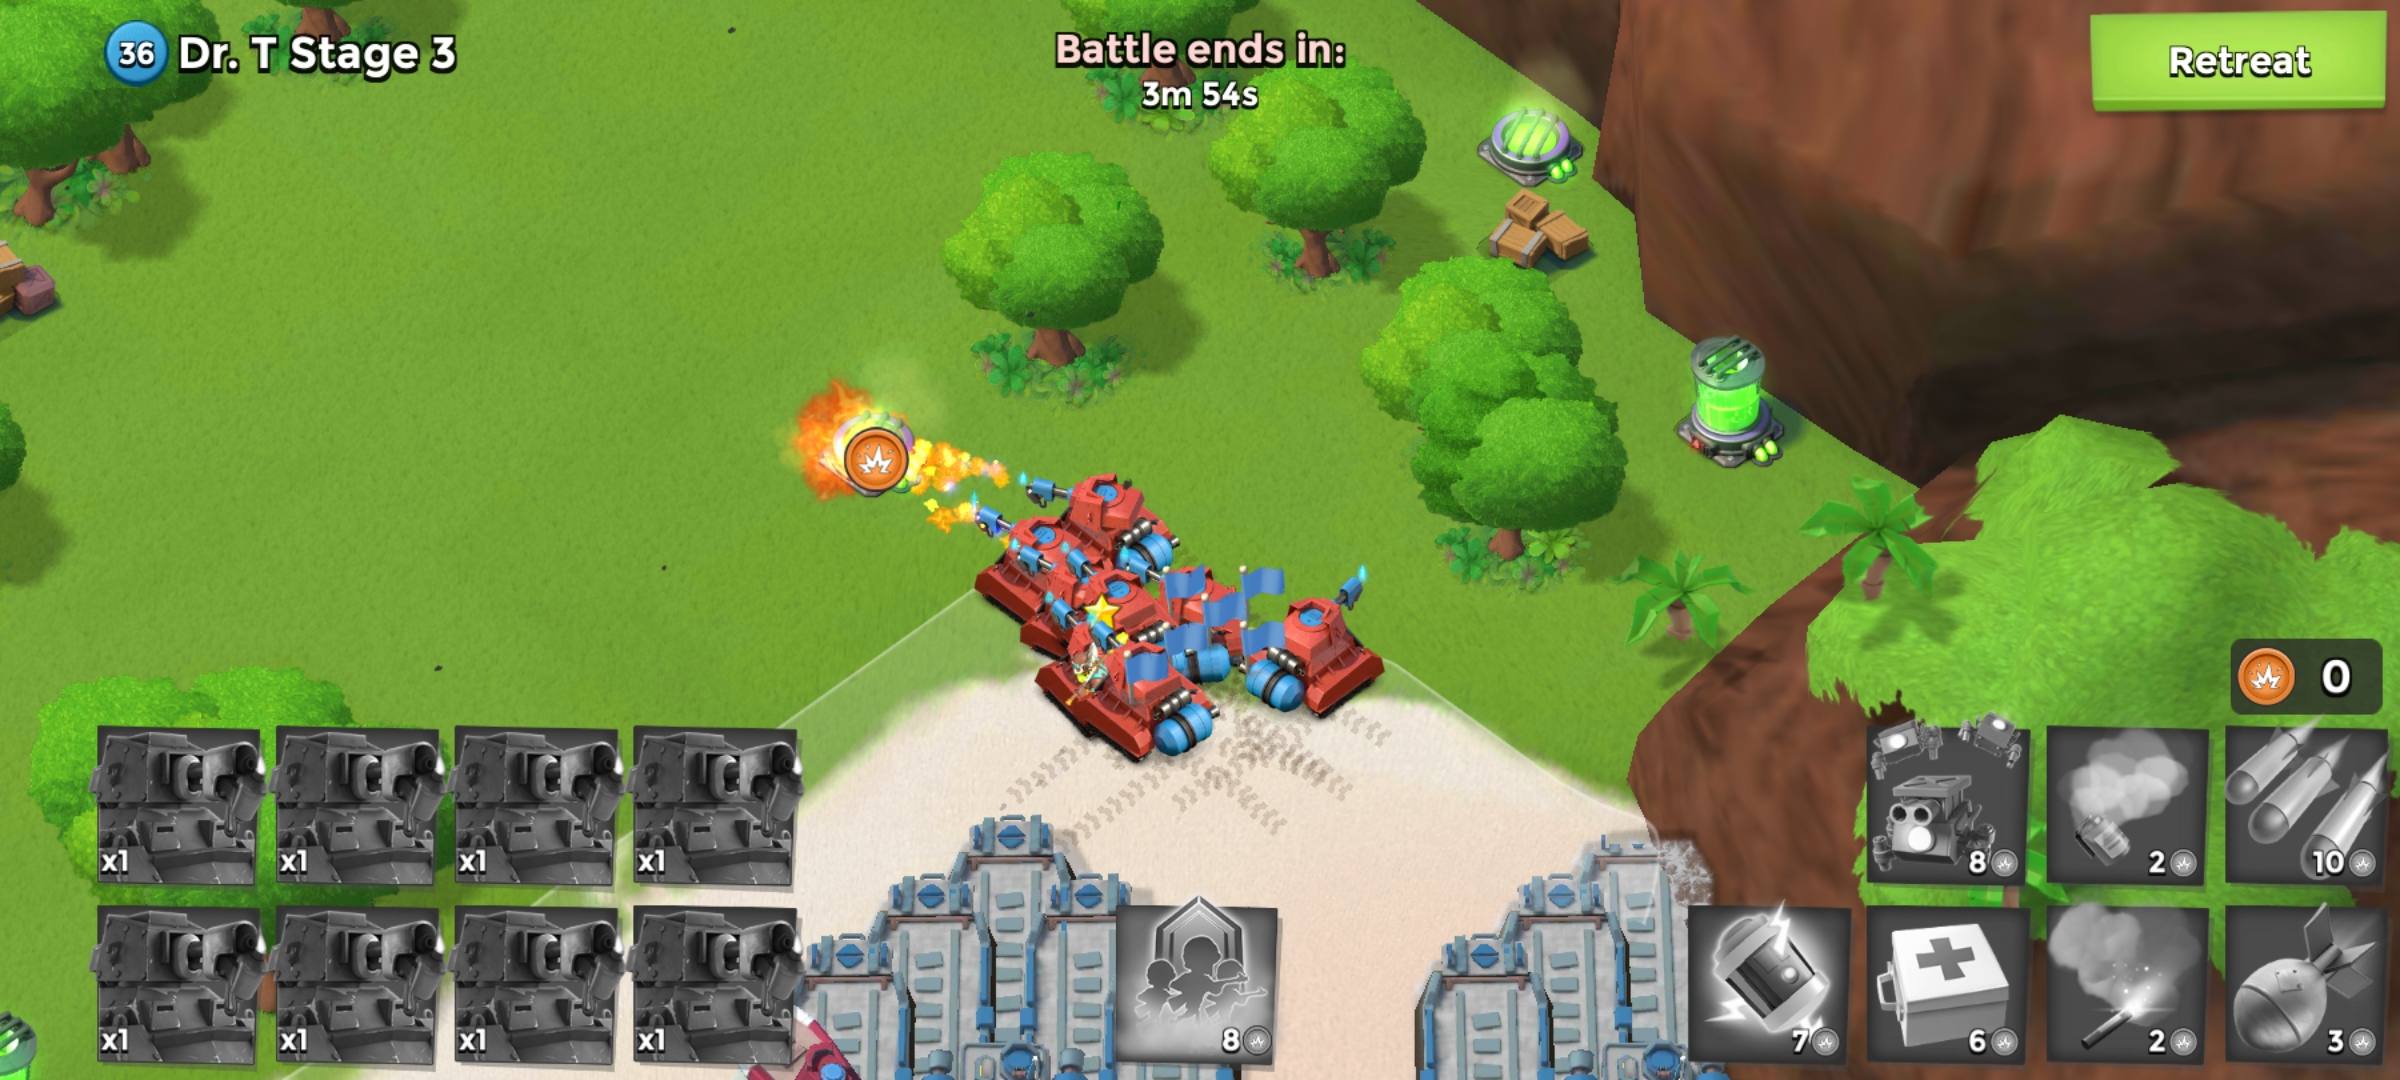 36 Dr. T Stage 3
Battle ends in:
3m 54s
Retreat
0
x1 x1 x1 x1
8 2 10
x1 x1 x1 x1
8 7 6 2 3